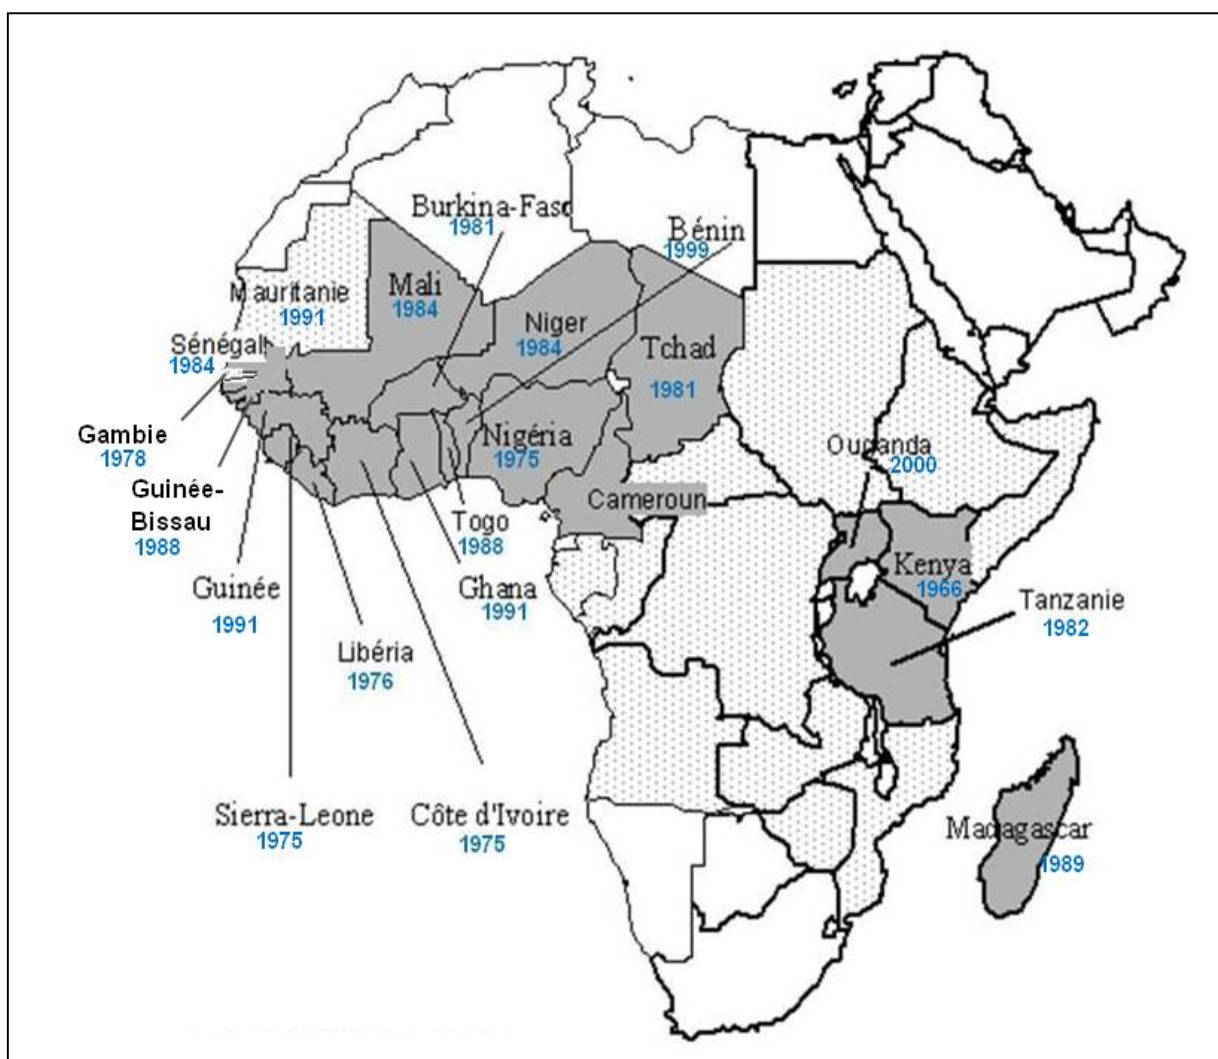 Burkina-Faso
1981
Bénin
1999
Mauritanie
1991
Mali
1984
Niger
1984
Tchad
1981
Sénégal
1984
Gambie
1978
Guinée-
Bissau
1988
Nigéria
1975
Ouganda
2000
Cameroun
Togo
1988
Guinée
1991
Ghana
1991
Kenya
1966
Tanzanie
1982
Libéria
1976
Sierra-Leone
1975
Côte d'Ivoire
1975
Madagascar
1989